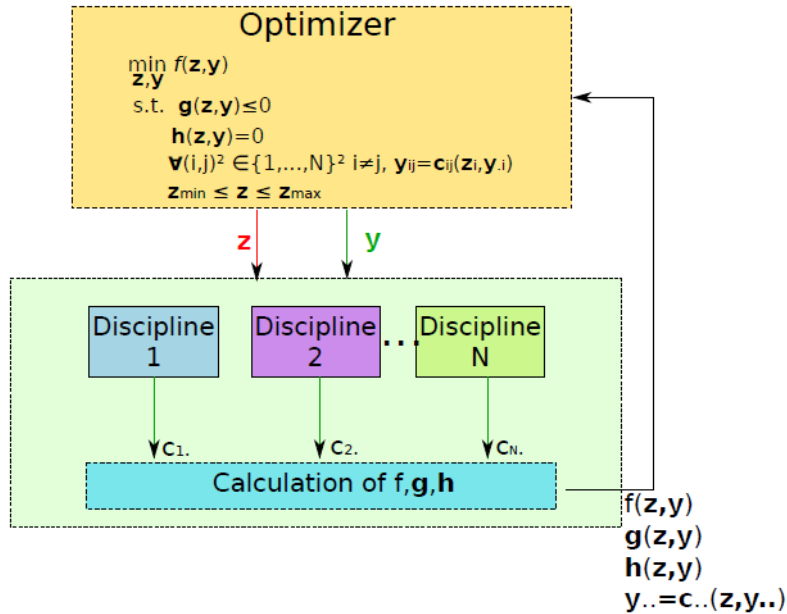 Optimizer
min f(z,y)
z,y
s.t. g(z,y)≤0
h(z,y)=0
∀(i,j)² ∈{1,...,N}² i≠j, yij=cij(zi,y.i)
zmin ≤ z ≤ zmax
z y
Discipline 1
Discipline 2
...
Discipline N
c1. c2. cN.
Calculation of f,g,h
f(z,y)
g(z,y)
h(z,y)
y..=c..(z,y..)